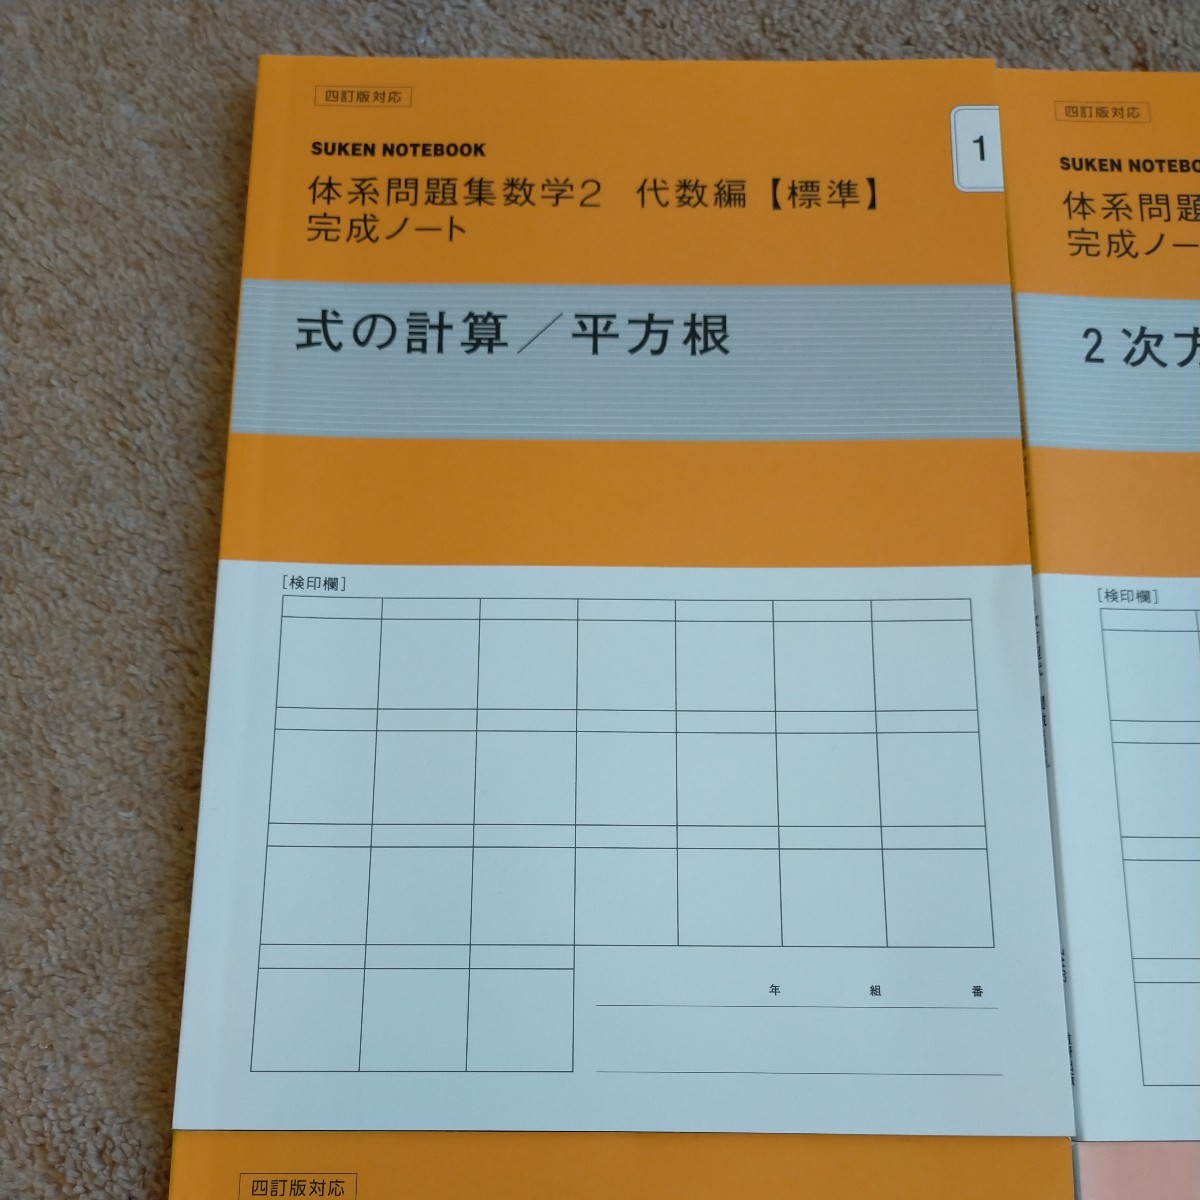 四訂版対応
SUKEN NOTEBOOK
体系問題集数学2 代数編【標準】
完成ノート
1
式の計算／平方根
[検印欄]
年 組 番
四訂版対応
SUKEN NOTEBO
体系問題
完成ノー
2次方
[検印欄]
四訂版対応